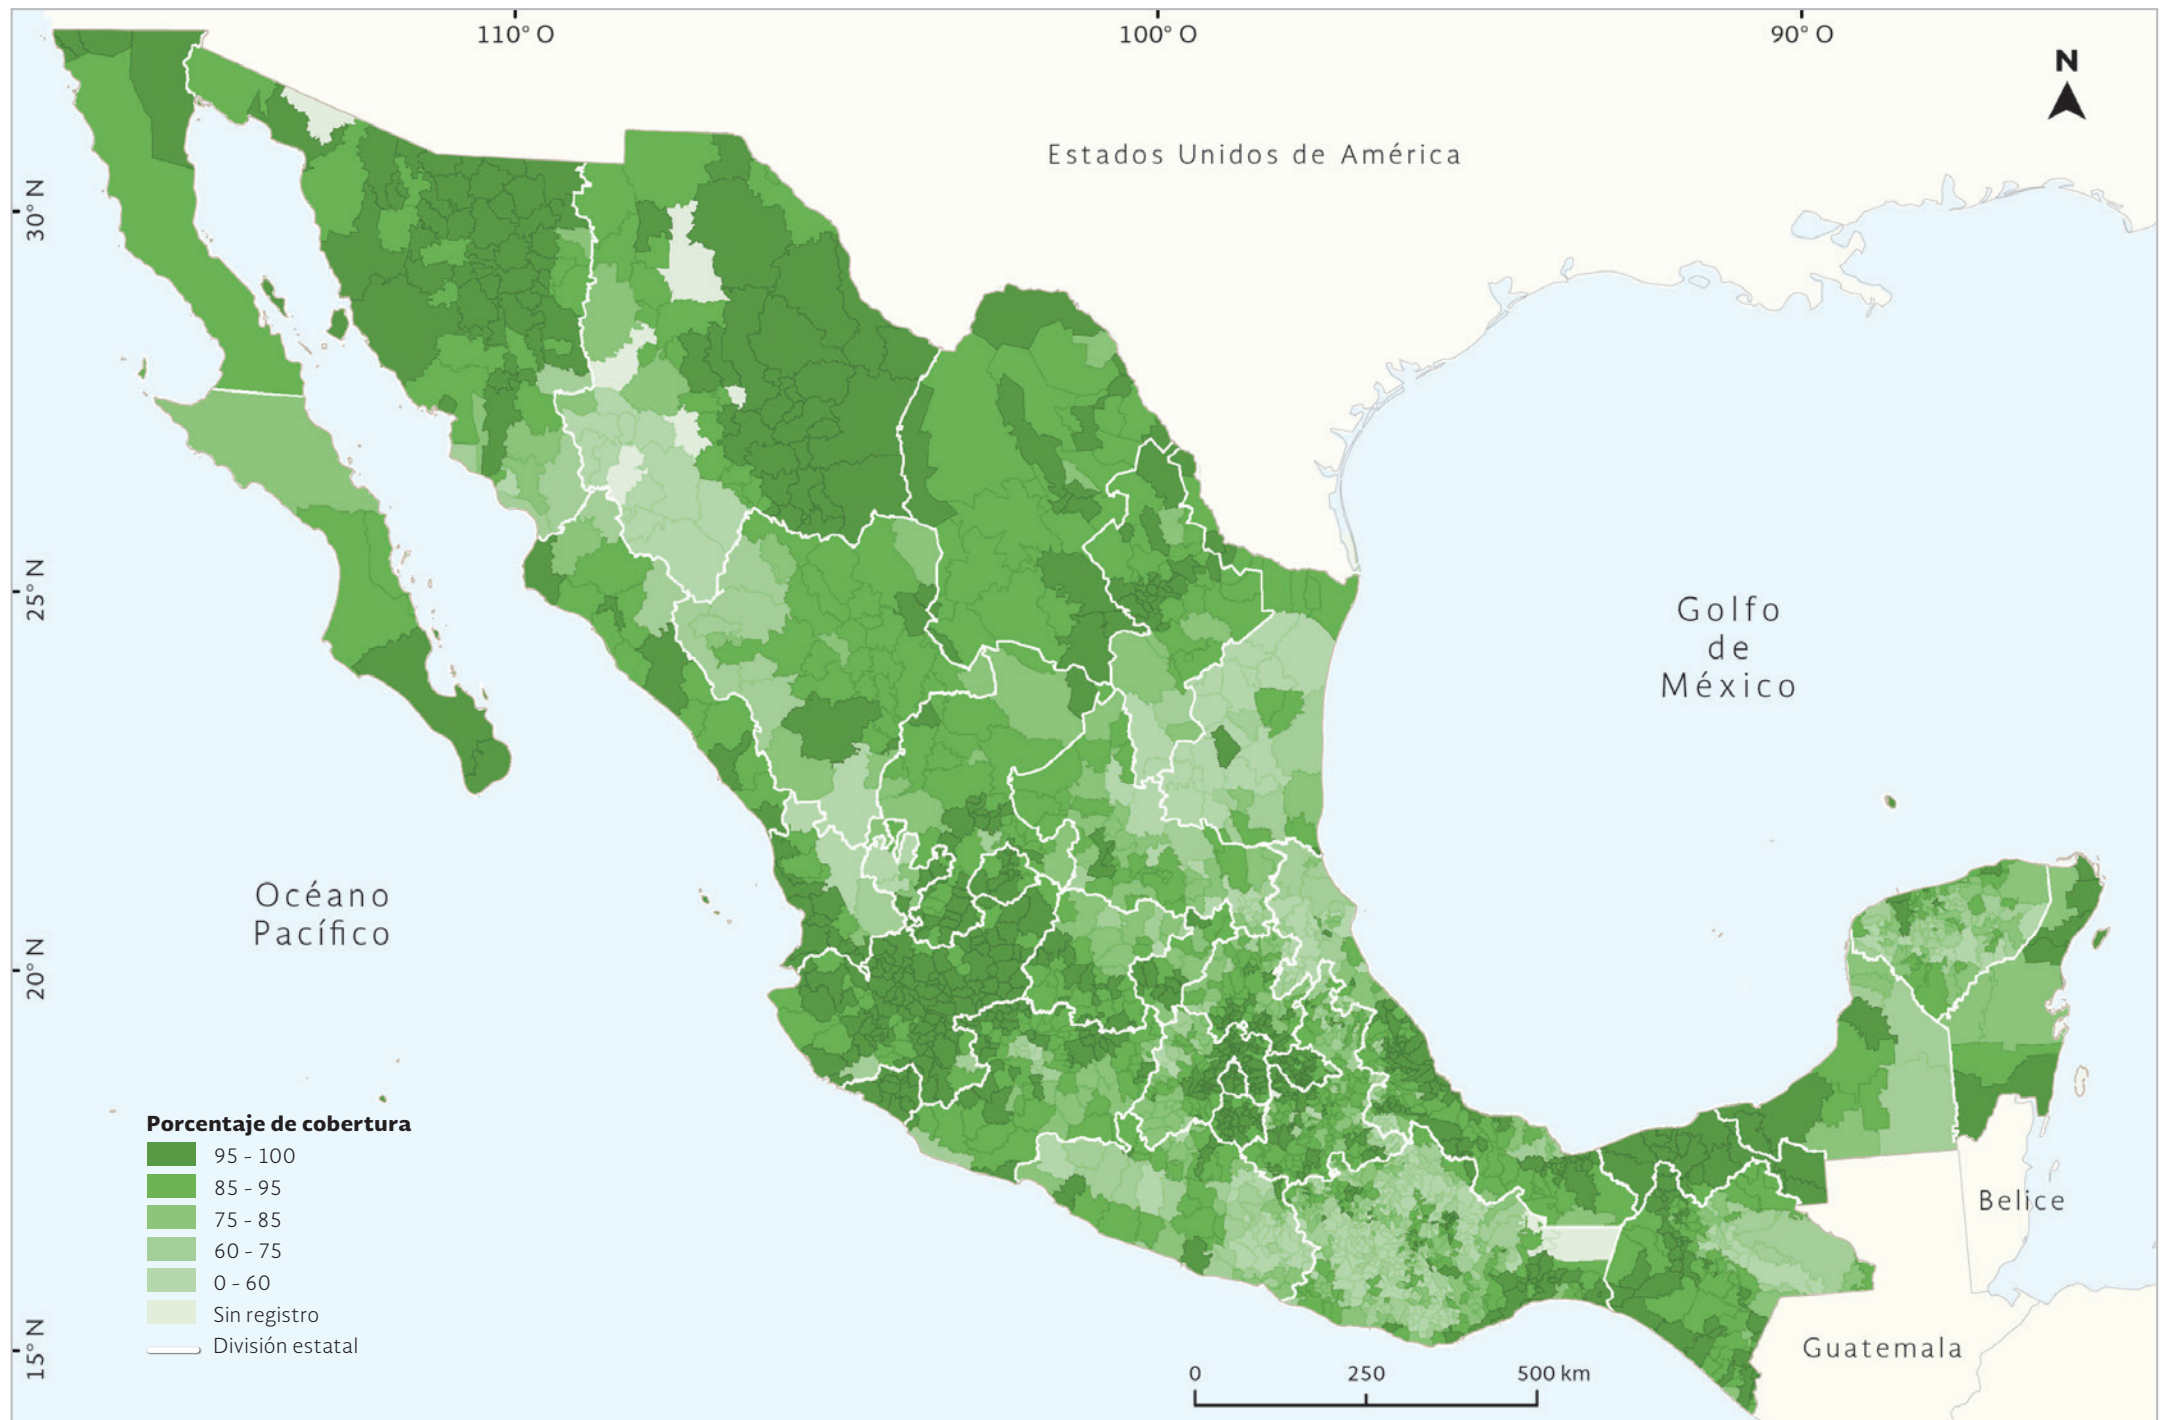 110° O
100° O
90° O
N
Estados Unidos de América
30° N
25° N
Golfo
de
México
Océano
Pacífico
20° N
Porcentaje de cobertura
95 - 100
85 - 95
75 - 85
60 - 75
0 - 60
Sin registro
División estatal
Belice
Guatemala
15° N
0 250 500 km